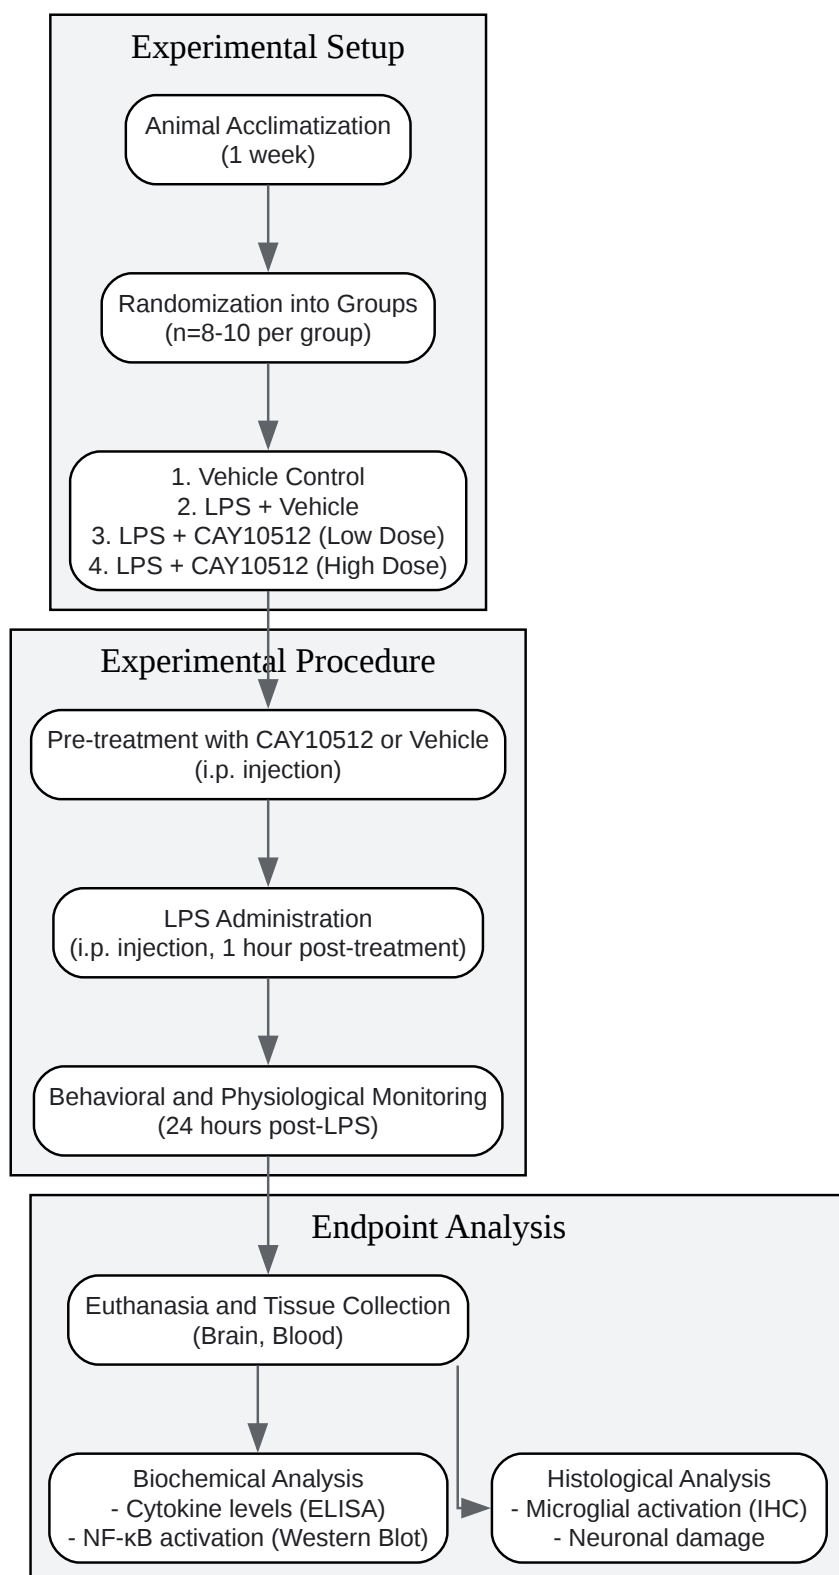 Experimental Setup
Animal Acclimatization
(1 week)
Randomization into Groups
(n=8-10 per group)
1. Vehicle Control
2. LPS + Vehicle
3. LPS + CAY10512 (Low Dose)
4. LPS + CAY10512 (High Dose)
Experimental Procedure
Pre-treatment with CAY10512 or Vehicle
(i.p. injection)
LPS Administration
(i.p. injection, 1 hour post-treatment)
Behavioral and Physiological Monitoring
(24 hours post-LPS)
Endpoint Analysis
Euthanasia and Tissue Collection
(Brain, Blood)
Biochemical Analysis
- Cytokine levels (ELISA)
- NF-κB activation (Western Blot)
Histological Analysis
- Microglial activation (IHC)
- Neuronal damage